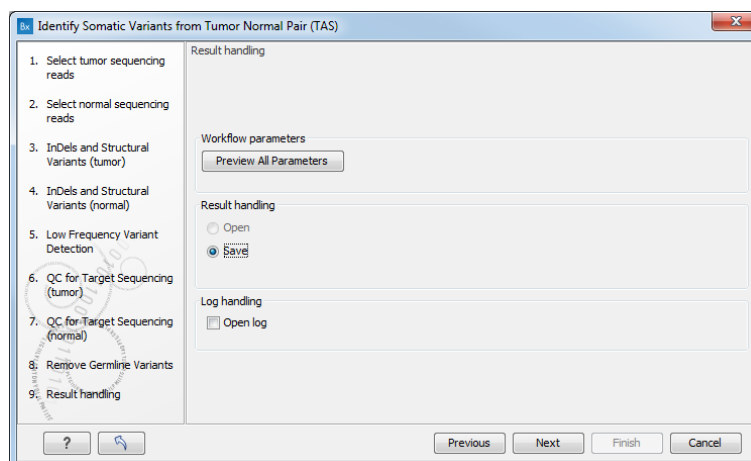 Bx Identify Somatic Variants from Tumor Normal Pair (TAS)
X
1. Select tumor sequencing
reads
2. Select normal sequencing
reads
3. InDels and Structural
Variants (tumor)
4. InDels and Structural
Variants (normal)
5. Low Frequency Variant
Detection
6. QC for Target Sequencing
(tumor)
7. QC for Target Sequencing
(normal)
8. Remove Germline Variants
9. Result handling
Result handling
Workflow parameters
Preview All Parameters
Result handling
Open
Save
Log handling
Open log
?
Previous
Next
Finish
Cancel